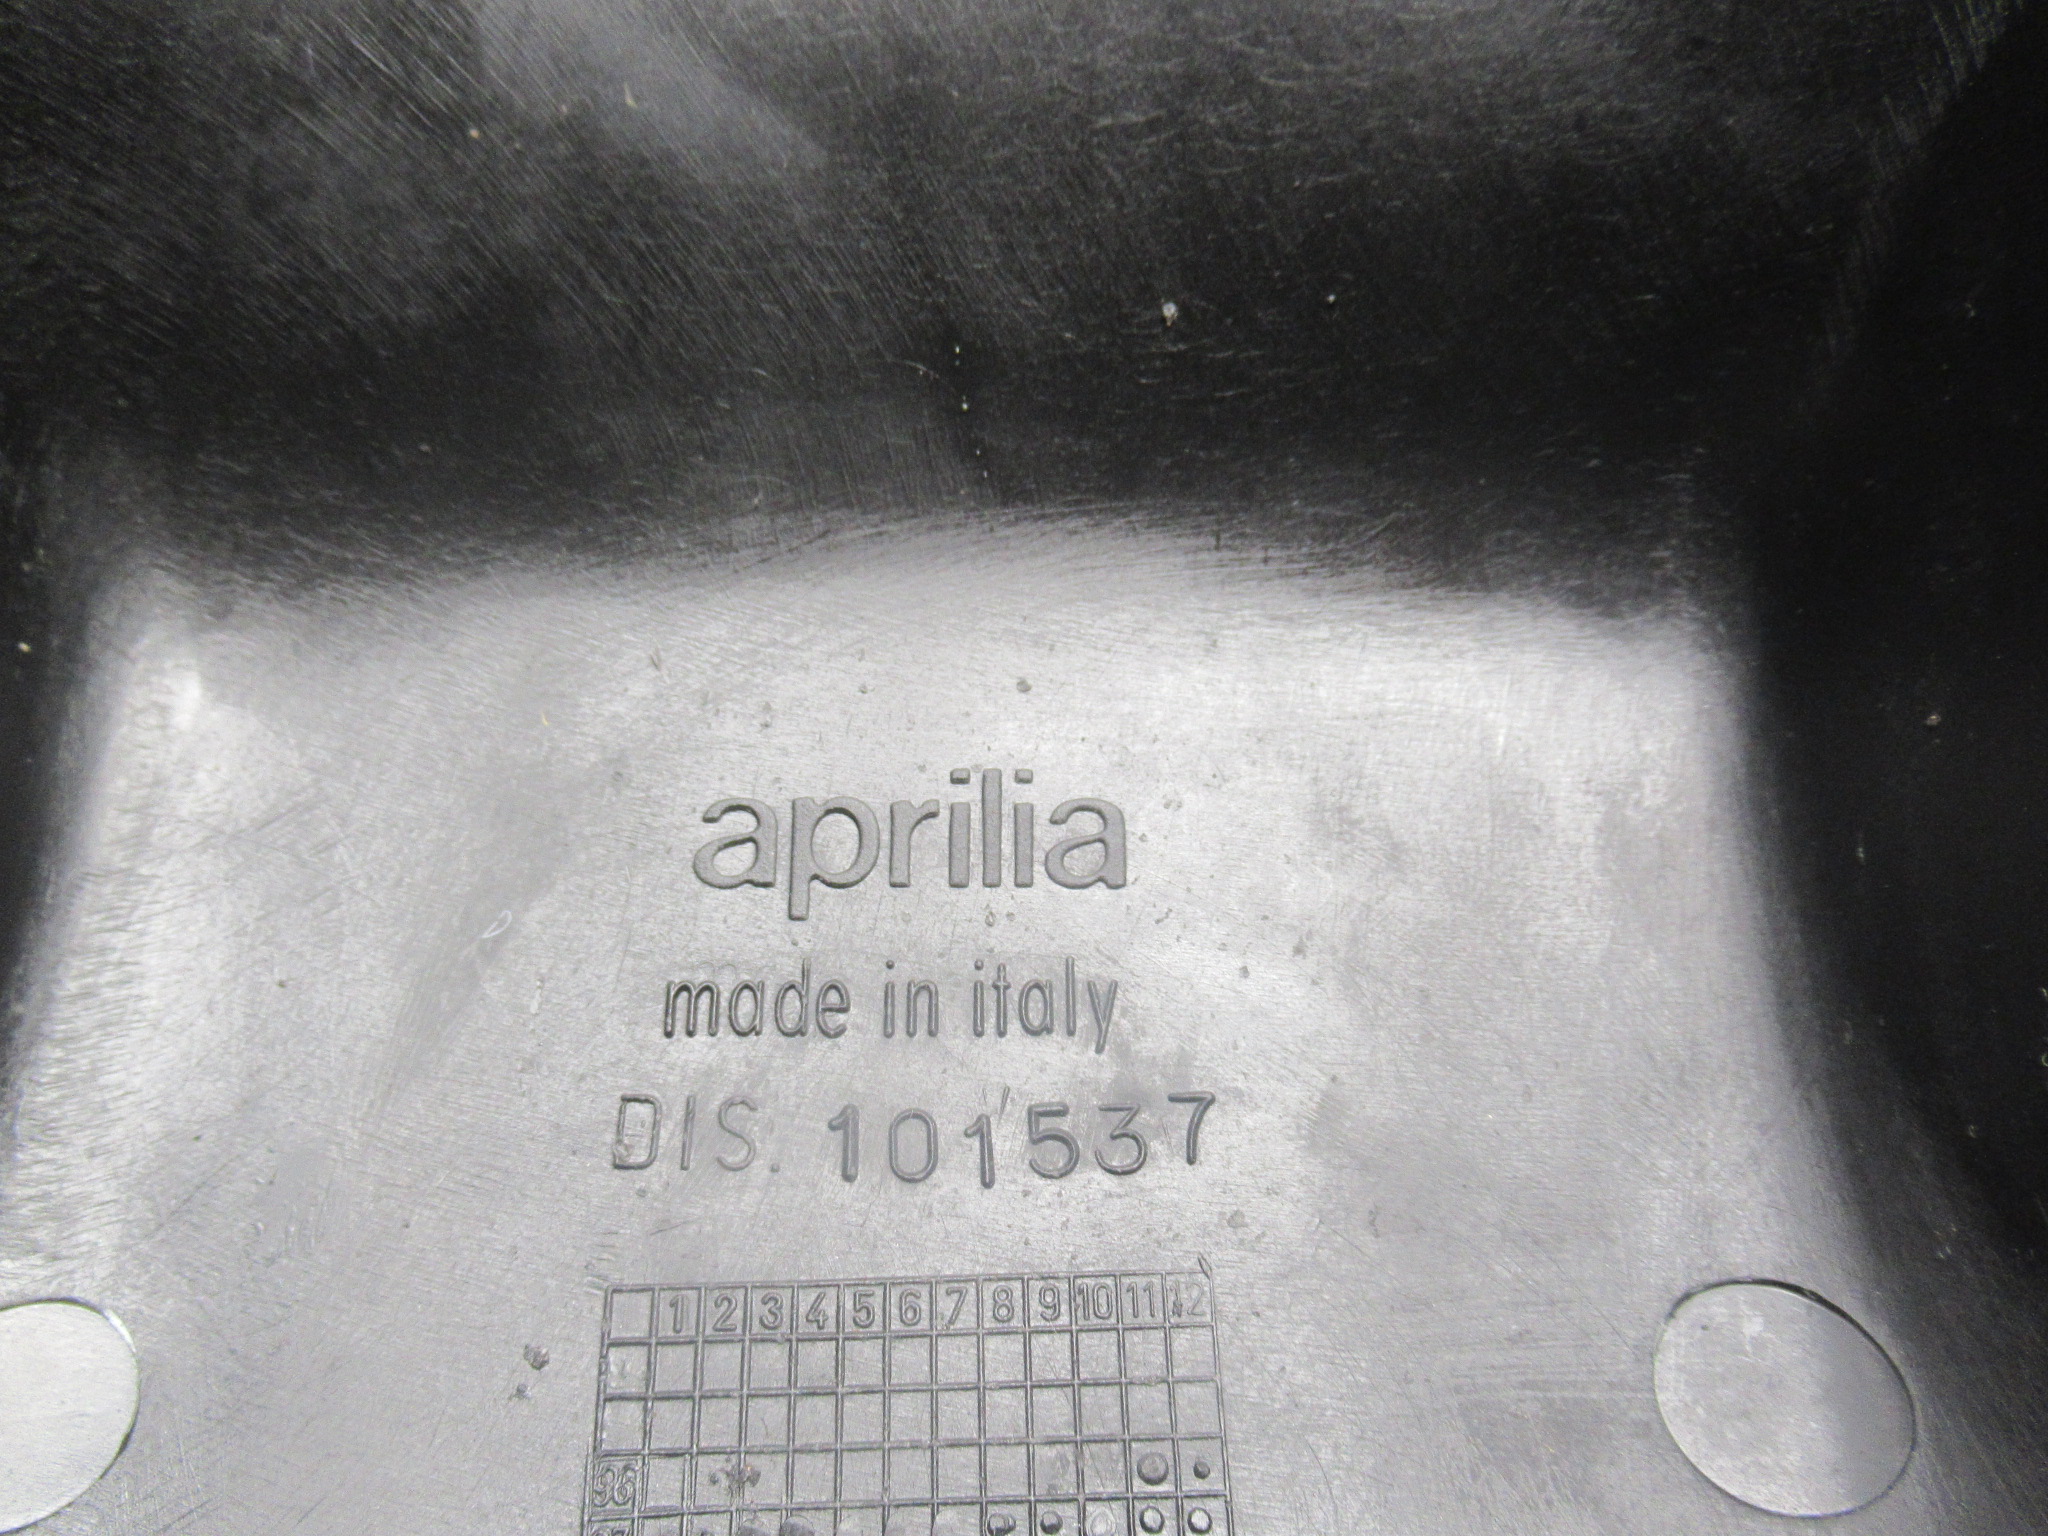 aprilia
made in italy
DIS. 101537
1 2 3 4 5 6 7 8 9 10 11 12